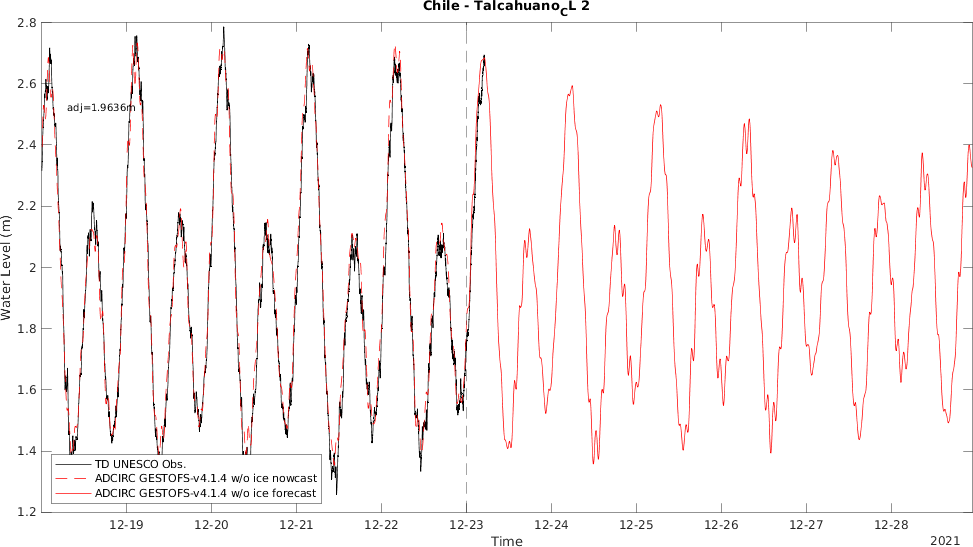 Chile - Talcahuano_CL 2
2.8
2.6
adj=1.9636m
2.4
2.2
2
1.8
1.6
1.4
1.2
Water Level (m)
TD UNESCO Obs.
ADCIRC GESTOFS-v4.1.4 w/o ice nowcast
ADCIRC GESTOFS-v4.1.4 w/o ice forecast
12-19 12-20 12-21 12-22 12-23 12-24 12-25 12-26 12-27 12-28
Time
2021